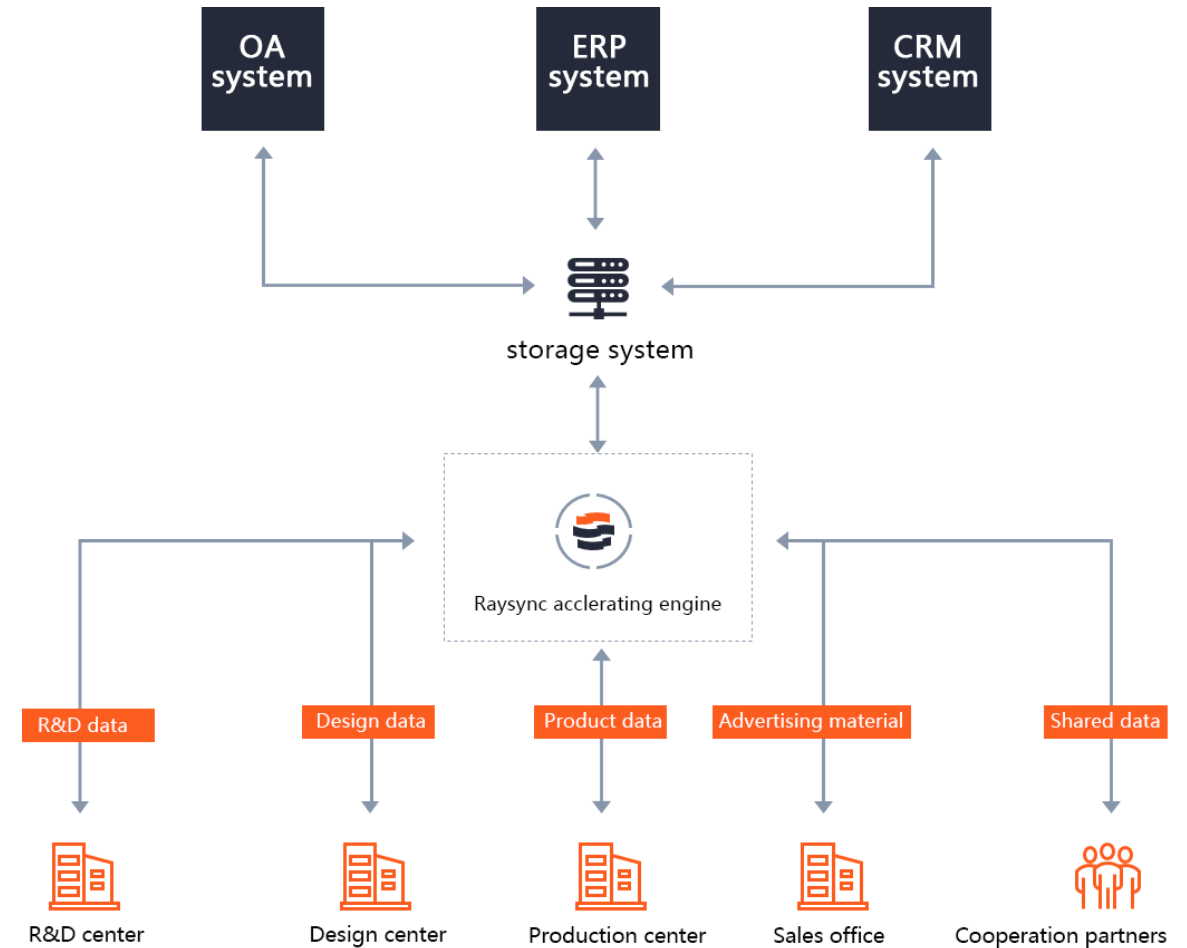 OA
system
ERP
system
CRM
system
storage system
Raysync acclerating engine
R&D data
Design data
Product data
Advertising material
Shared data
R&D center
Design center
Production center
Sales office
Cooperation partners